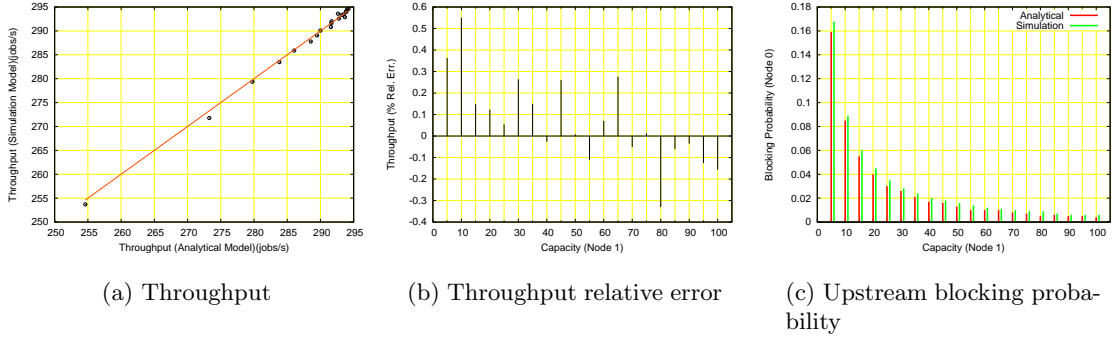 295
290
285
280
275
270
265
260
255
250
250 255 260 265 270 275 280 285 290 295
Throughput (Simulation Model)(jobs/s)
Throughput (Analytical Model)(jobs/s)
(a) Throughput
0.6
0.5
0.4
0.3
0.2
0.1
0
-0.1
-0.2
-0.3
-0.4
0 10 20 30 40 50 60 70 80 90 100
Throughput (% Rel. Err.)
Capacity (Node 1)
(b) Throughput relative error
Analytical
Simulation
0.18
0.16
0.14
0.12
0.1
0.08
0.06
0.04
0.02
0
0 10 20 30 40 50 60 70 80 90 100
Blocking Probability (Node 0)
Capacity (Node 1)
(c) Upstream blocking proba-
bility